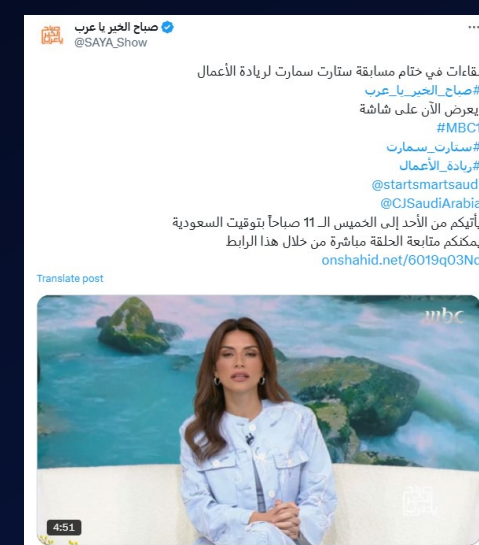 صباح الخير يا عرب
@SAYA_Show
لقاءات في ختام مسابقة ستارت سمارت لريادة الأعمال
#صباح_الخير_يا_عرب
يعرض الآن على شاشة
#MBC1
#ستارت_سمارت
#ريادة_الأعمال
@startsmartsaudi
@CJSaudiArabia
يأتيكم من الأحد إلى الخميس الـ 11 صباحاً بتوقيت السعودية
يمكنكم متابعة الحلقة مباشرة من خلال هذا الرابط
onshahid.net/6019q03Nd
Translate post
mbc
4:51